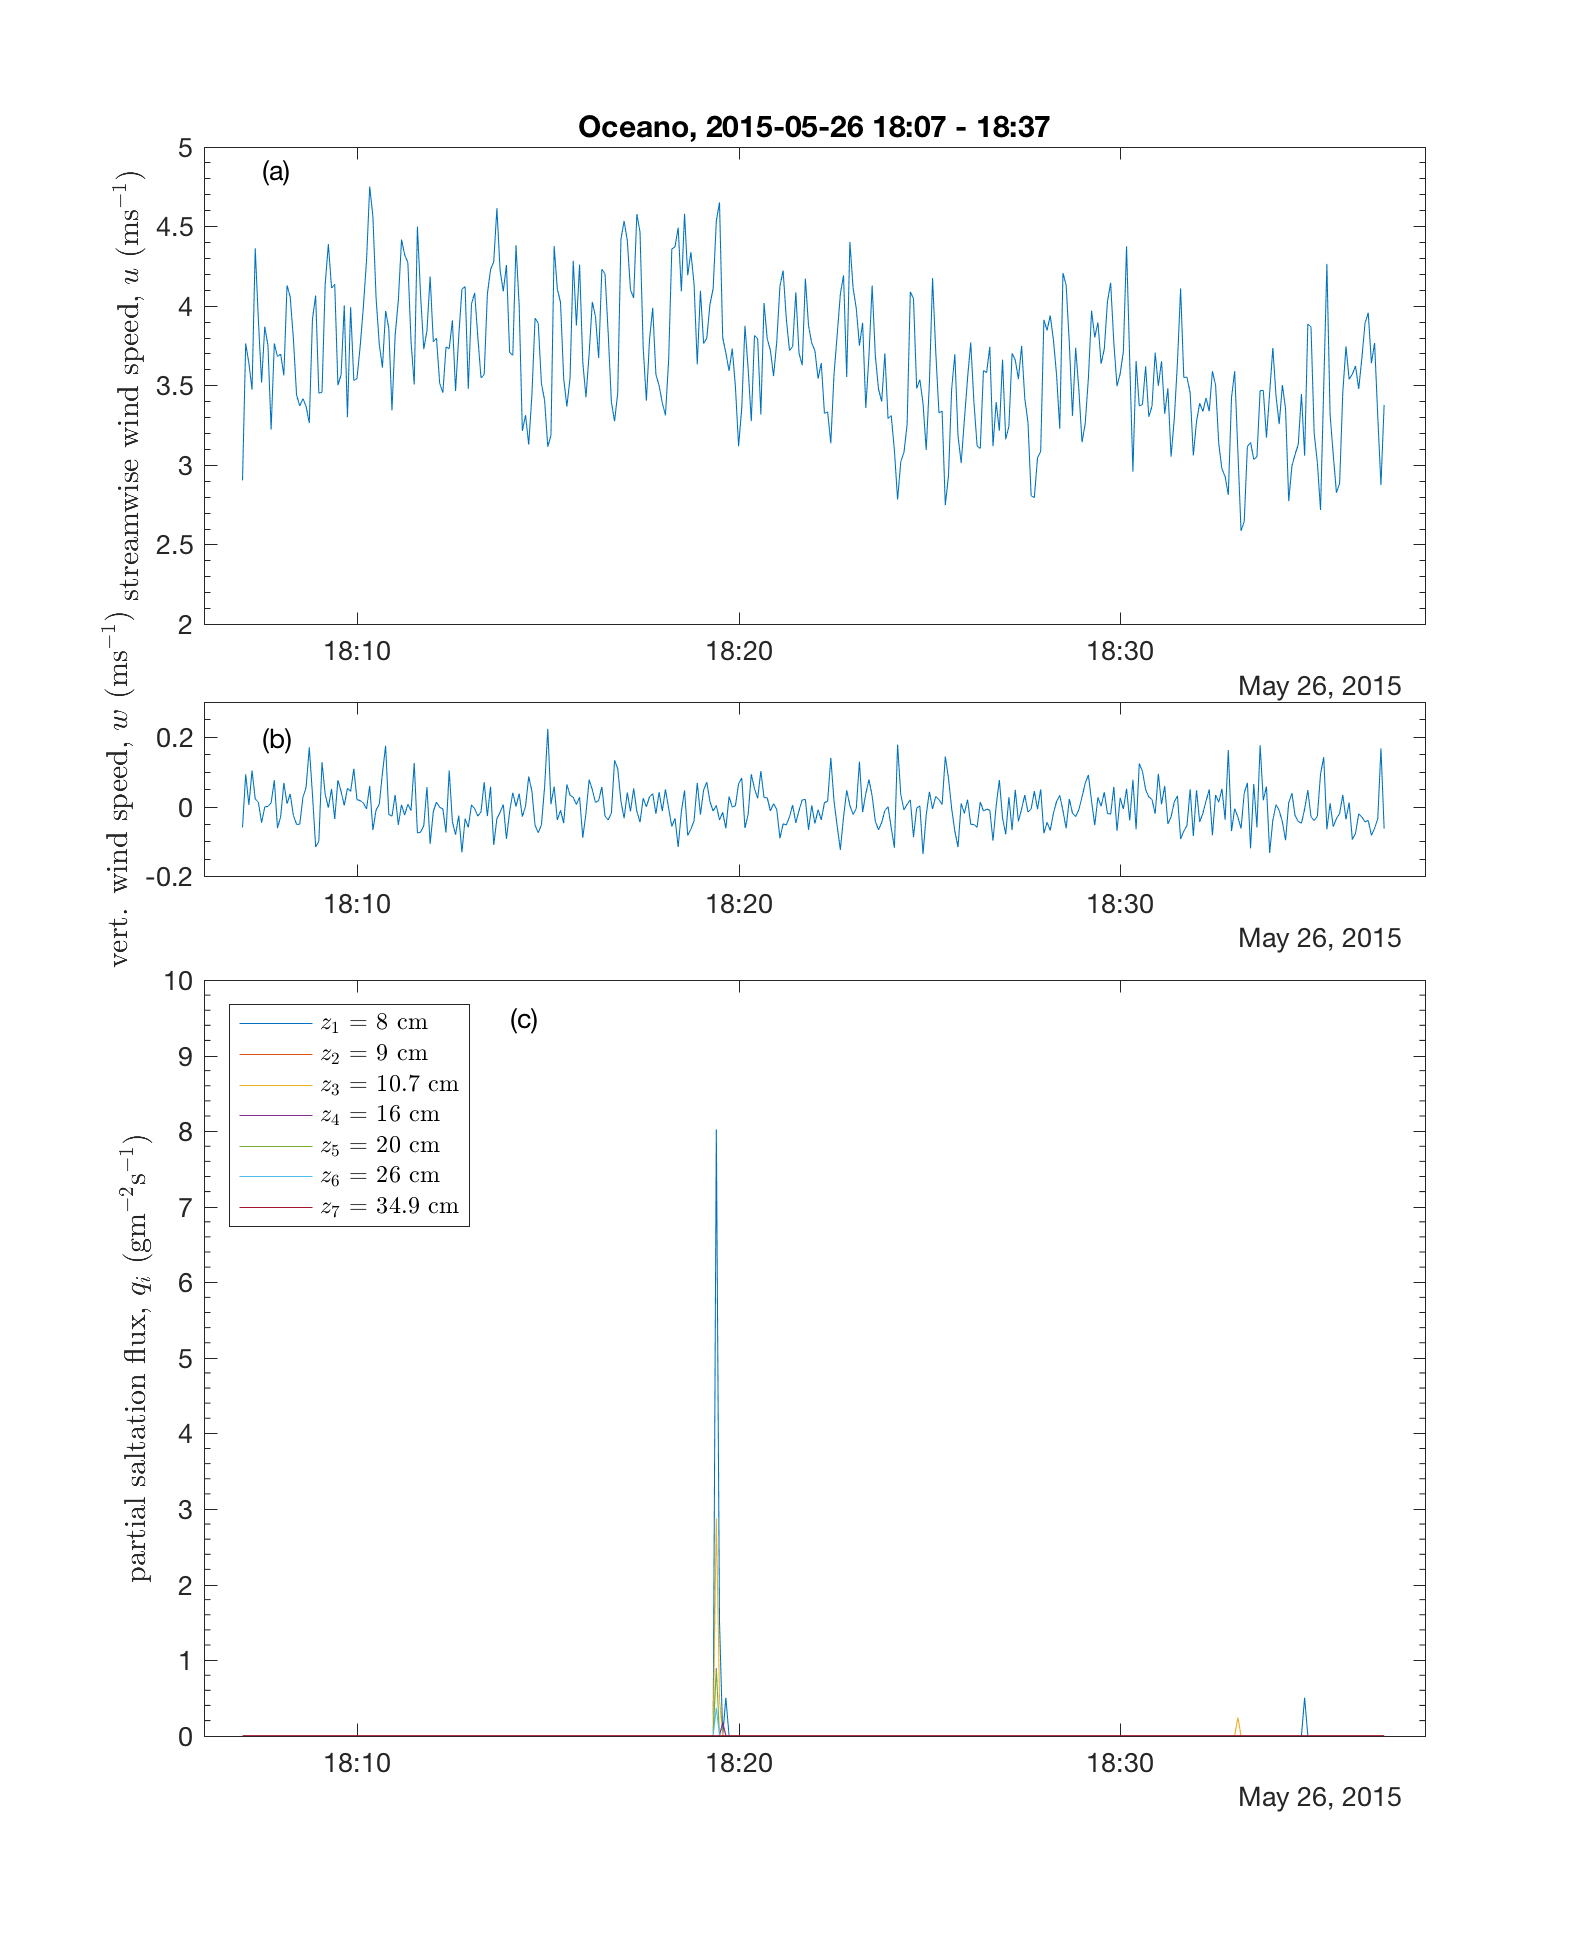 Oceano, 2015-05-26 18:07 - 18:37
(a)
streamwise wind speed, u (ms⁻¹)
5
4.5
4
3.5
3
2.5
2
18:10 18:20 18:30
May 26, 2015
(b)
vert. wind speed, w (ms⁻¹)
0.2
0
-0.2
18:10 18:20 18:30
May 26, 2015
(c)
partial saltation flux, qᵢ (gm⁻²s⁻¹)
10
9
8
7
6
5
4
3
2
1
0
z₁ = 8 cm
z₂ = 9 cm
z₃ = 10.7 cm
z₄ = 16 cm
z₅ = 20 cm
z₆ = 26 cm
z₇ = 34.9 cm
18:10 18:20 18:30
May 26, 2015